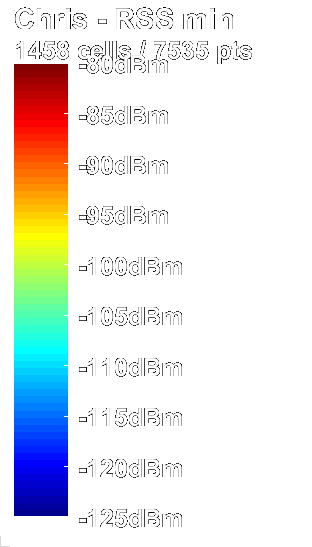 Chris - RSS min
1458 cells / 7535 pts
-80dBm
-85dBm
-90dBm
-95dBm
-100dBm
-105dBm
-110dBm
-115dBm
-120dBm
-125dBm